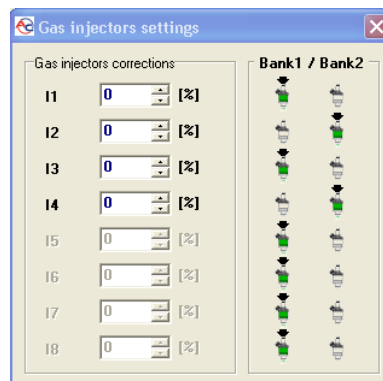 AC Gas injectors settings
Gas injectors corrections Bank1 / Bank2
I1 0 [%]
I2 0 [%]
I3 0 [%]
I4 0 [%]
I5 0 [%]
I6 0 [%]
I7 0 [%]
I8 0 [%]